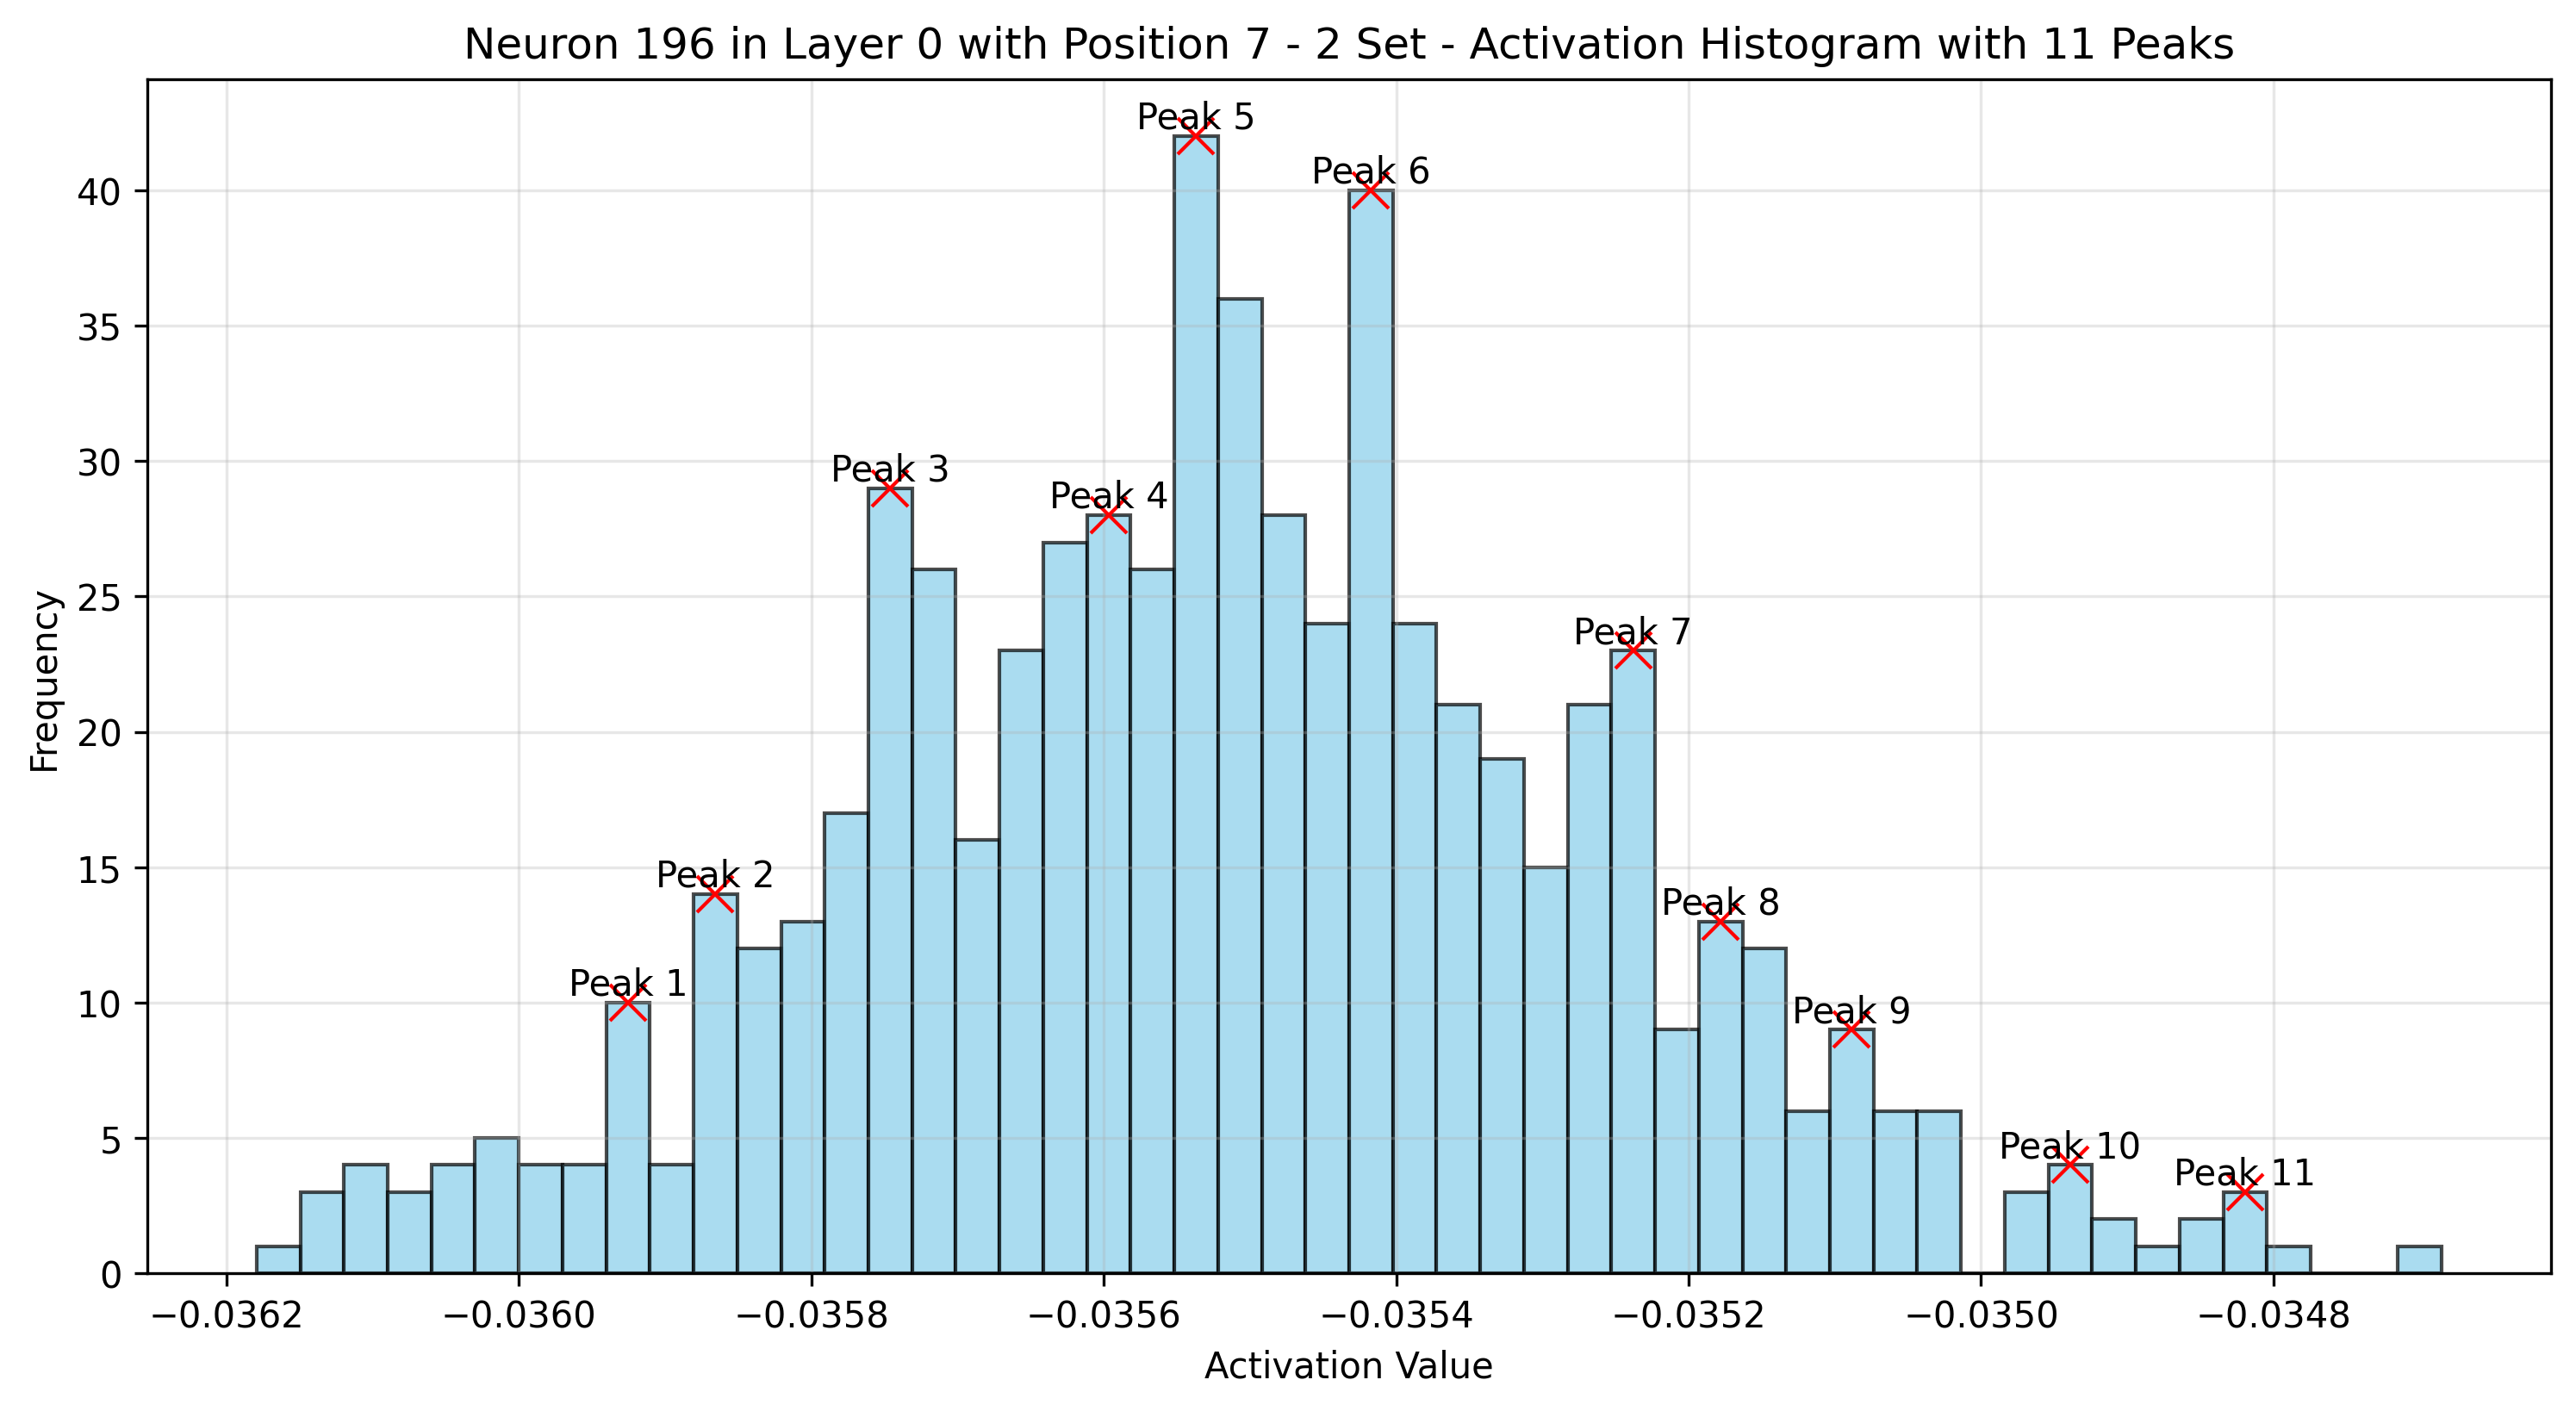 Neuron 196 in Layer 0 with Position 7 - 2 Set - Activation Histogram with 11 Peaks
Peak 5
Peak 6
40
35
Peak 3
30
Peak 4
25
Peak 7
Frequency
20
15
Peak 2
Peak 8
Peak 1
10
Peak 9
5
Peak 10
Peak 11
0
−0.0362 −0.0360 −0.0358 −0.0356 −0.0354 −0.0352 −0.0350 −0.0348
Activation Value